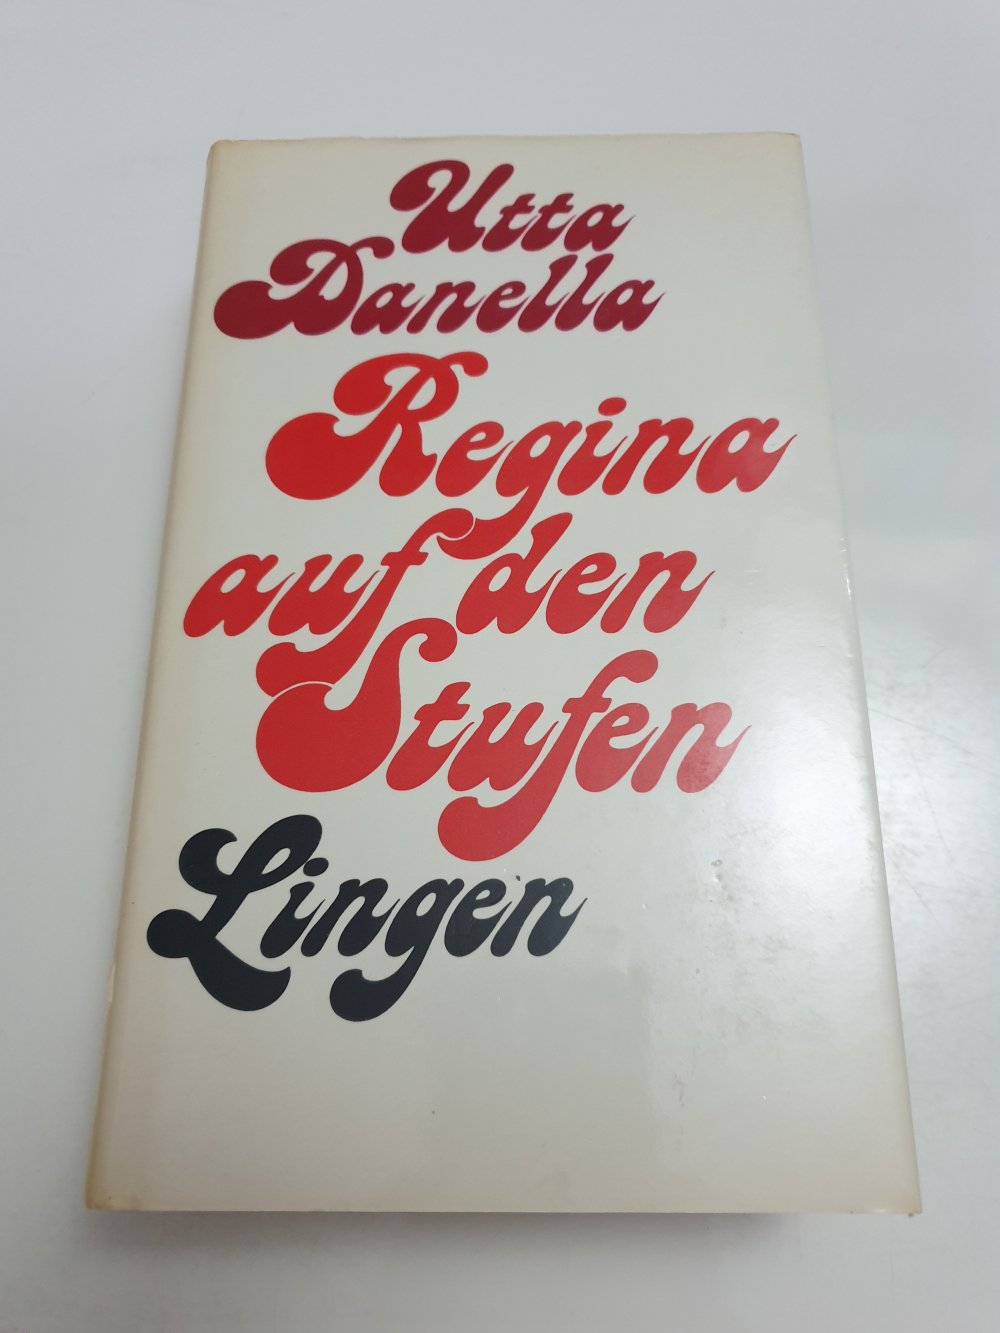 Utta
Danella
Regina
auf den
Stufen
Lingen